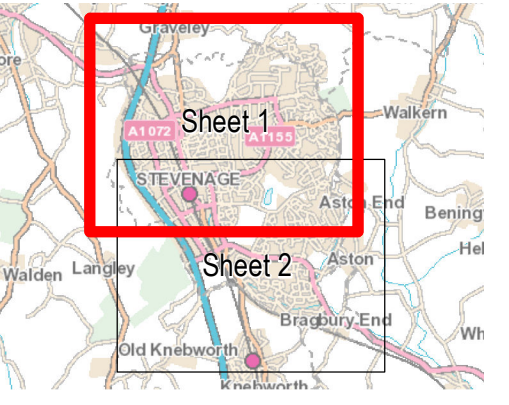 Graveley
ore
Walkern
Sheet 1
A1072
A1155
STEVENAGE
Aston End
Bening
Hel
Walden
Langley
Sheet 2
Aston
Bragbury End
Wh
Old Knebworth
Knebworth